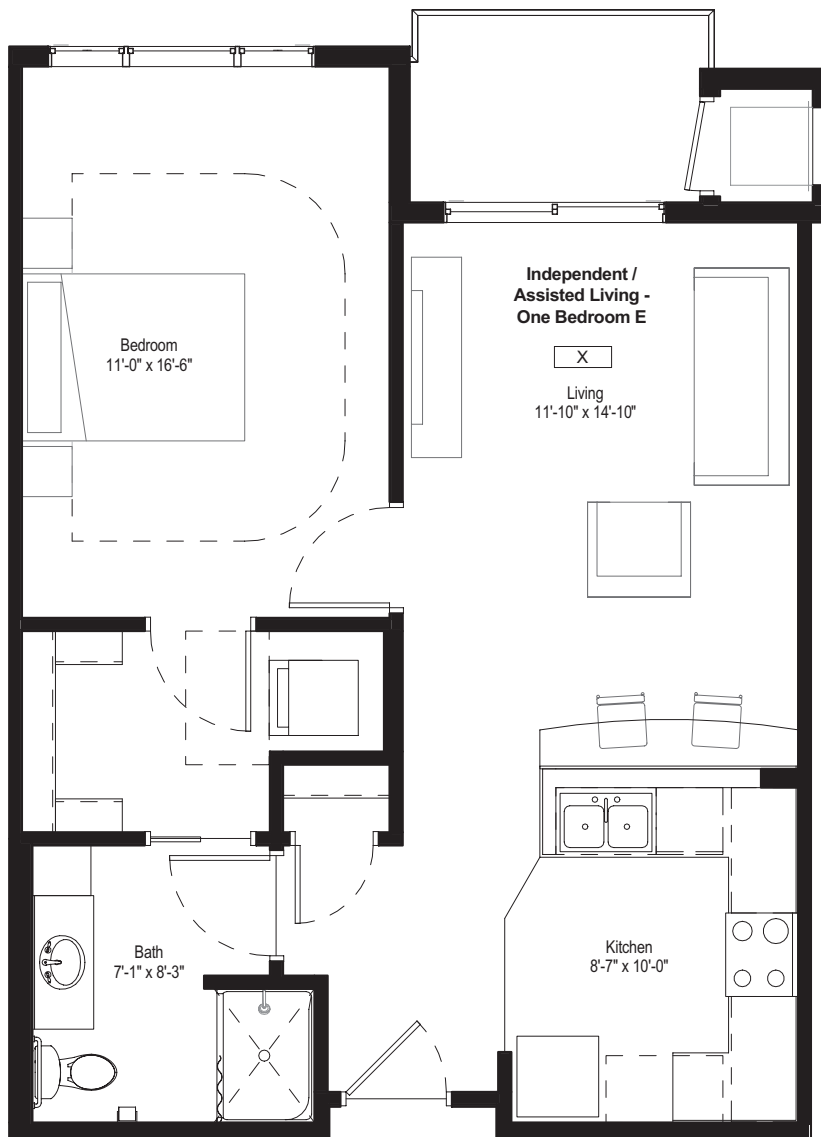 Independent /
Assisted Living -
One Bedroom E
X
Living
11'-10" x 14'-10"
Bedroom
11'-0" x 16'-6"
Bath
7'-1" x 8'-3"
Kitchen
8'-7" x 10'-0"